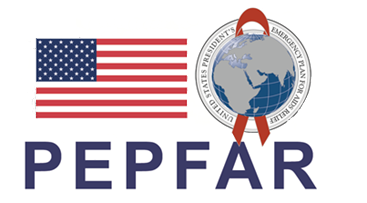 UNITED STATES PRESIDENT'S EMERGENCY PLAN FOR AIDS RELIEF
PEPFAR